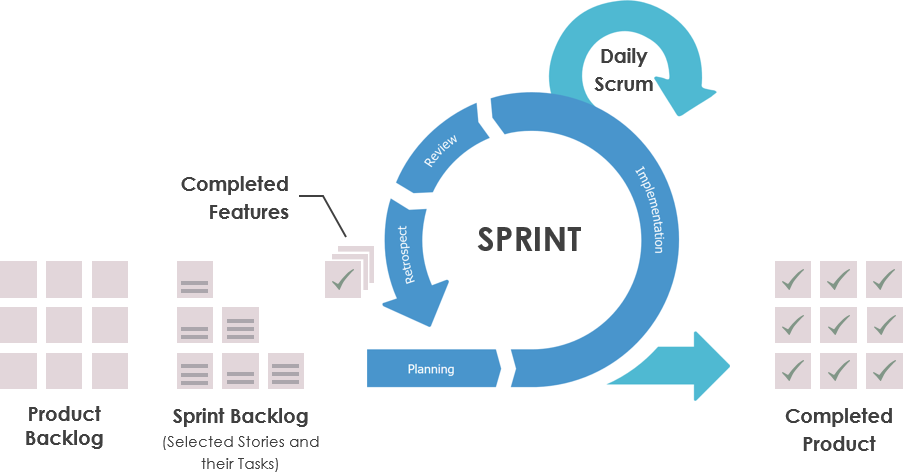 Daily
Scrum
Review
Implementation
Completed
Features
SPRINT
Retrospect
Planning
Product
Backlog
Sprint Backlog
(Selected Stories and
their Tasks)
Completed
Product